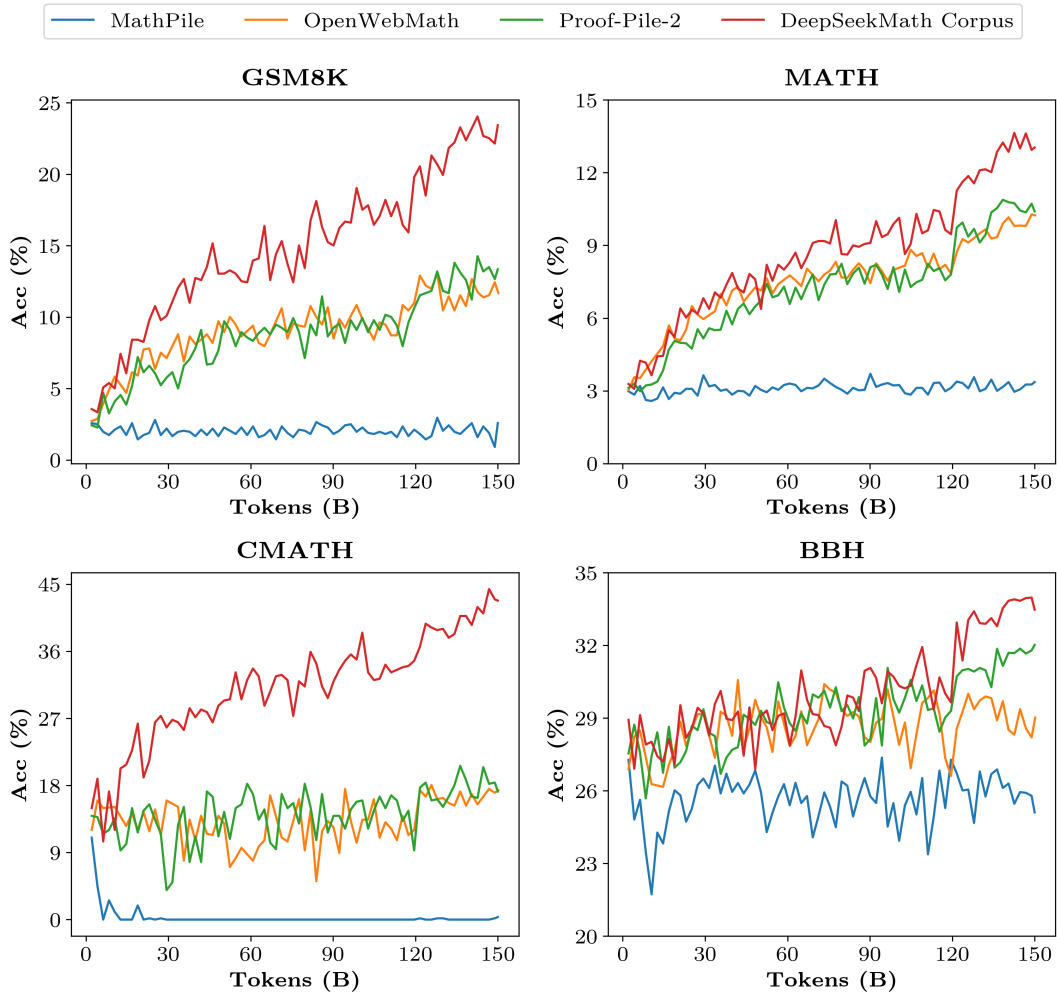 MathPile OpenWebMath Proof-Pile-2 DeepSeekMath Corpus
GSM8K MATH
25
20
15
10
5
0
Acc (%)
0 30 60 90 120 150
Tokens (B)
15
12
9
6
3
0
Acc (%)
0 30 60 90 120 150
Tokens (B)
CMATH BBH
45
36
27
18
9
0
Acc (%)
0 30 60 90 120 150
Tokens (B)
35
32
29
26
23
20
Acc (%)
0 30 60 90 120 150
Tokens (B)